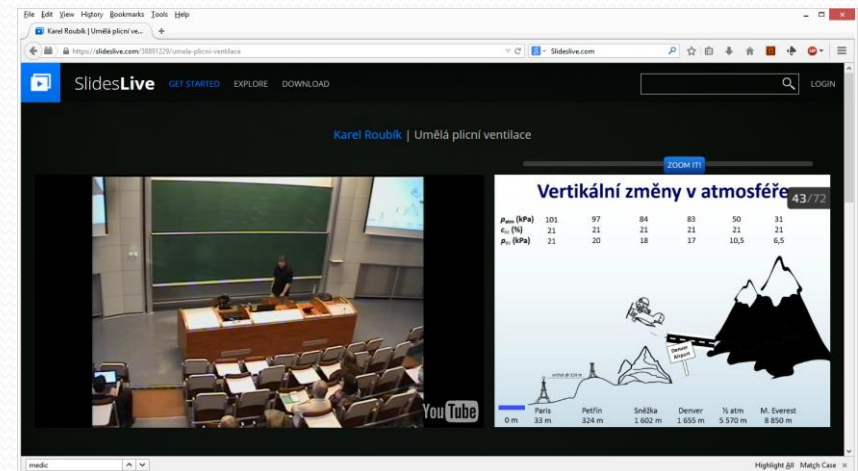 File Edit View History Bookmarks Tools Help
Karel Roubík | Umělá plicní ve... × +
https://slideslive.com/38891229/umela-plicni-ventilace
Slideslive.com
SlidesLive GET STARTED EXPLORE DOWNLOAD LOGIN
Karel Roubík | Umělá plicní ventilace
ZOOM IT!
Vertikální změny v atmosféře
43/72
patm (kPa) 101 97 84 83 50 31
(%) 21 21 21 21 21 21
(kPa) 21 20 18 17 10,5 6,5
Denver
Airport
Paris Petřín Sněžka Denver ½ atm M. Everest
0 m 33 m 324 m 1 602 m 1 655 m 5 570 m 8 850 m
YouTube
medic Highlight All Match Case